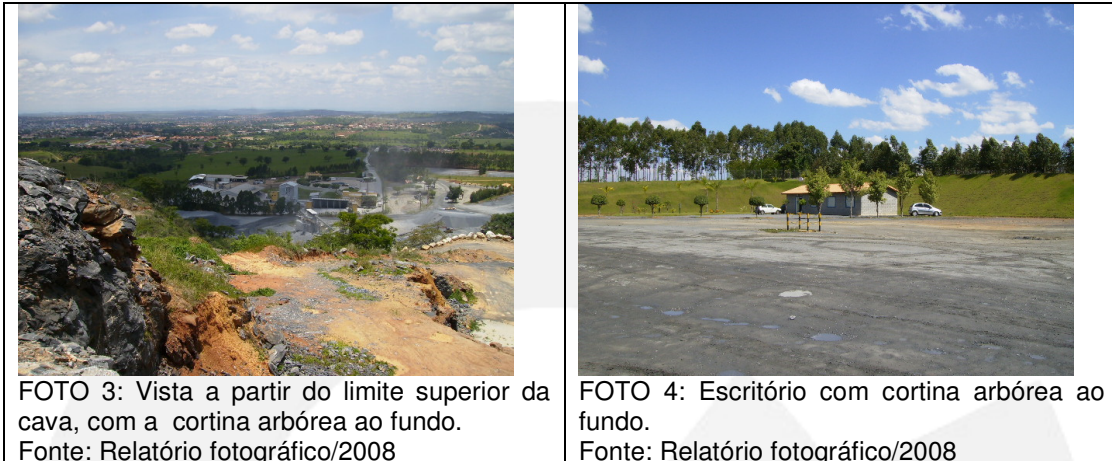 FOTO 3: Vista a partir do limite superior da
cava, com a cortina arbórea ao fundo.
Fonte: Relatório fotográfico/2008
FOTO 4: Escritório com cortina arbórea ao
fundo.
Fonte: Relatório fotográfico/2008